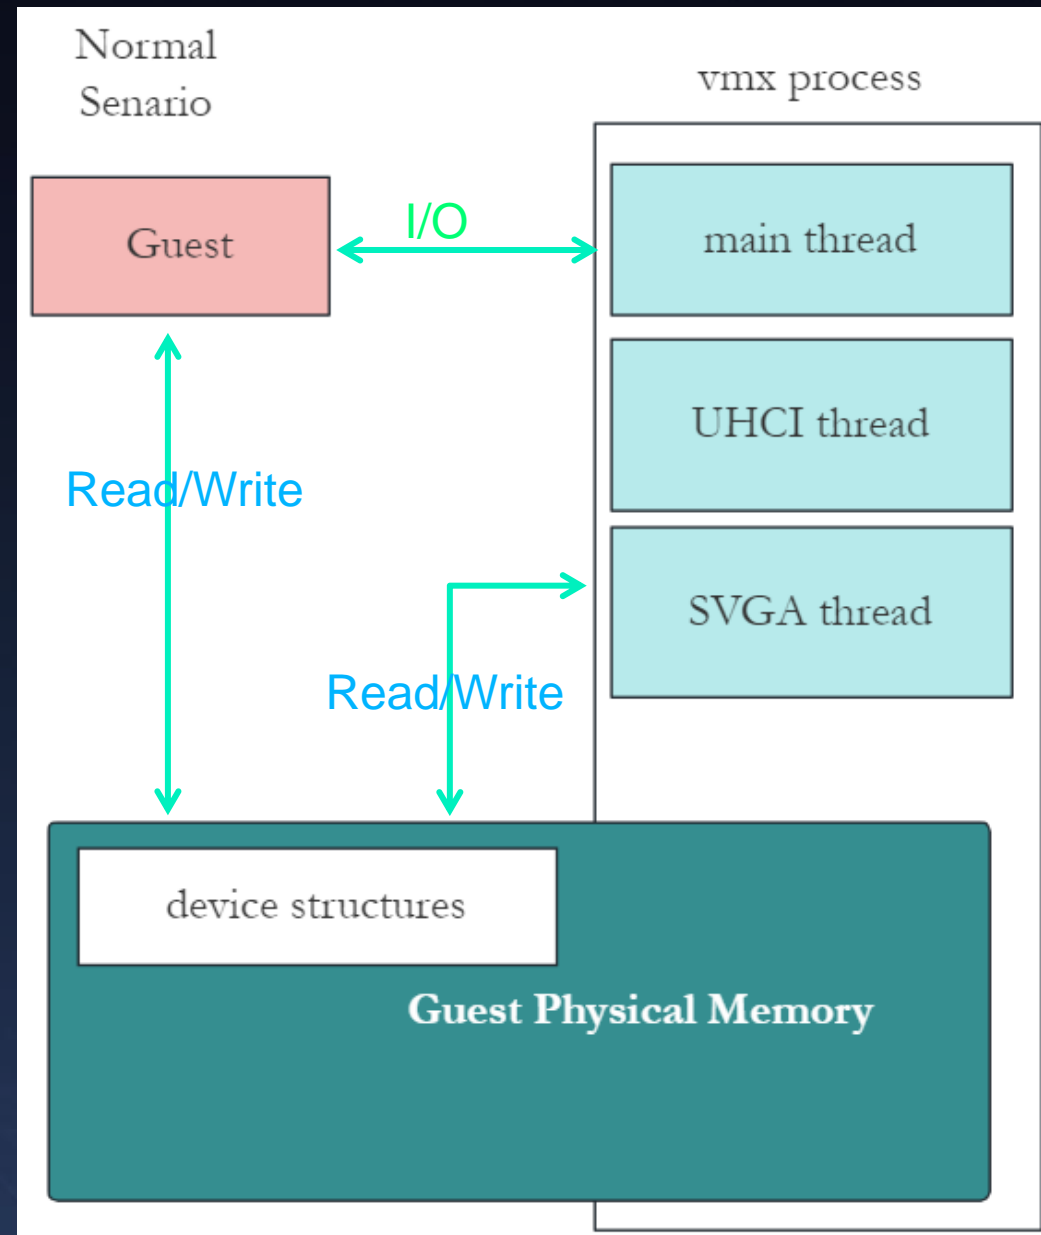 Normal
Senario
vmx process
Guest
I/O
main thread
UHCI thread
Read/Write
SVGA thread
Read/Write
device structures
Guest Physical Memory